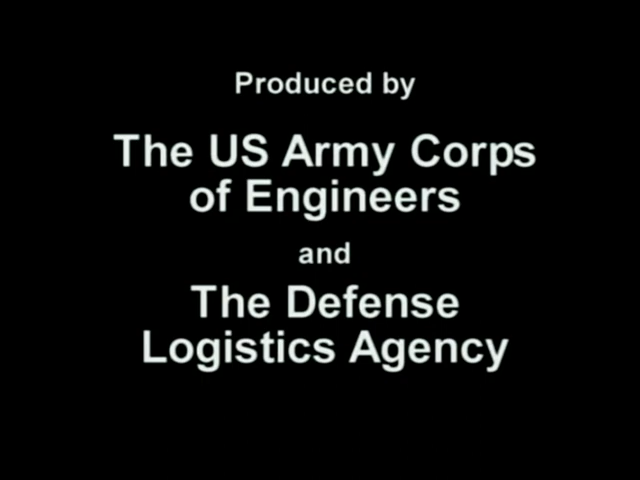 Produced by
The US Army Corps
of Engineers
and
The Defense
Logistics Agency